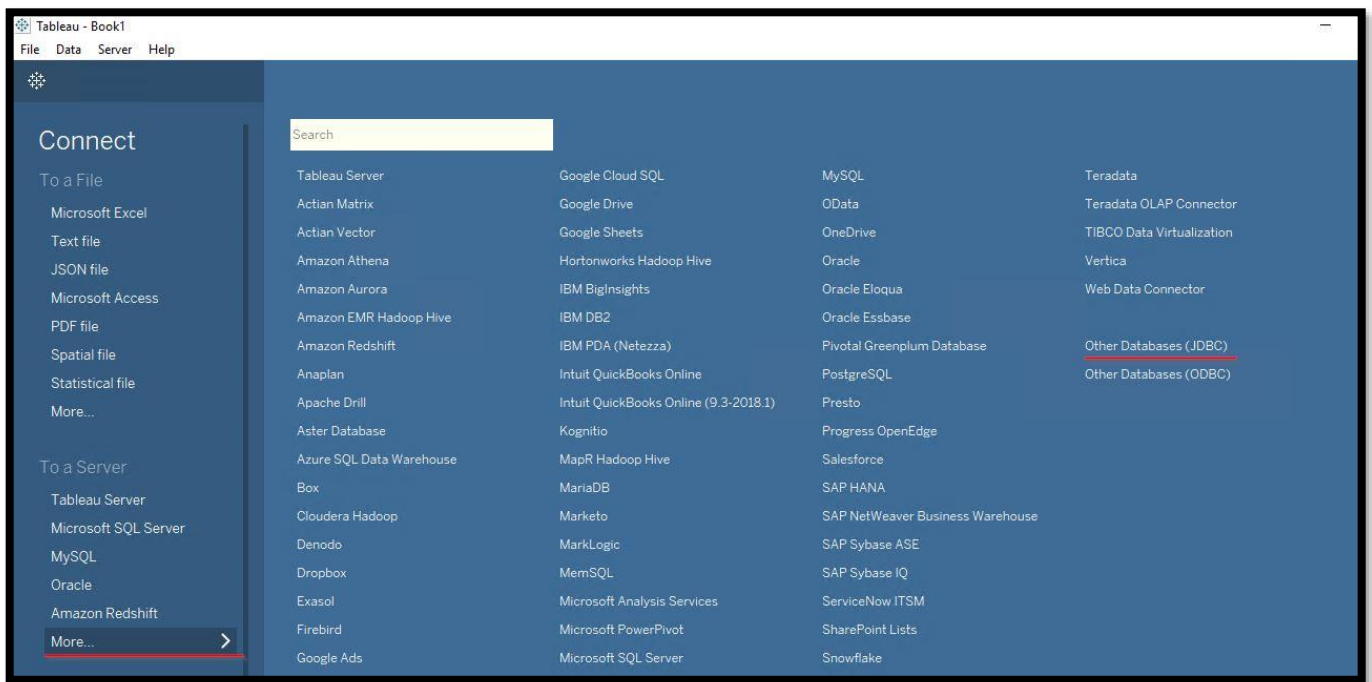 Tableau - Book1
File Data Server Help
Connect
To a File
Microsoft Excel
Text file
JSON file
Microsoft Access
PDF file
Spatial file
Statistical file
More...
To a Server
Tableau Server
Microsoft SQL Server
MySQL
Oracle
Amazon Redshift
More...
Search
Tableau Server
Actian Matrix
Actian Vector
Amazon Athena
Amazon Aurora
Amazon EMR Hadoop Hive
Amazon Redshift
Anaplan
Apache Drill
Aster Database
Azure SQL Data Warehouse
Box
Cloudera Hadoop
Denodo
Dropbox
Exasol
Firebird
Google Ads
Google Cloud SQL
Google Drive
Google Sheets
Hortonworks Hadoop Hive
IBM BigInsights
IBM DB2
IBM PDA (Netezza)
Intuit QuickBooks Online
Intuit QuickBooks Online (9.3-2018.1)
Kognitio
MapR Hadoop Hive
MariaDB
Marketo
MarkLogic
MemSQL
Microsoft Analysis Services
Microsoft PowerPivot
Microsoft SQL Server
MySQL
OData
OneDrive
Oracle
Oracle Eloqua
Oracle Essbase
Pivotal Greenplum Database
PostgreSQL
Presto
Progress OpenEdge
Salesforce
SAP HANA
SAP NetWeaver Business Warehouse
SAP Sybase ASE
SAP Sybase IQ
ServiceNow ITSM
SharePoint Lists
Snowflake
Teradata
Teradata OLAP Connector
TIBCO Data Virtualization
Vertica
Web Data Connector
Other Databases (JDBC)
Other Databases (ODBC)